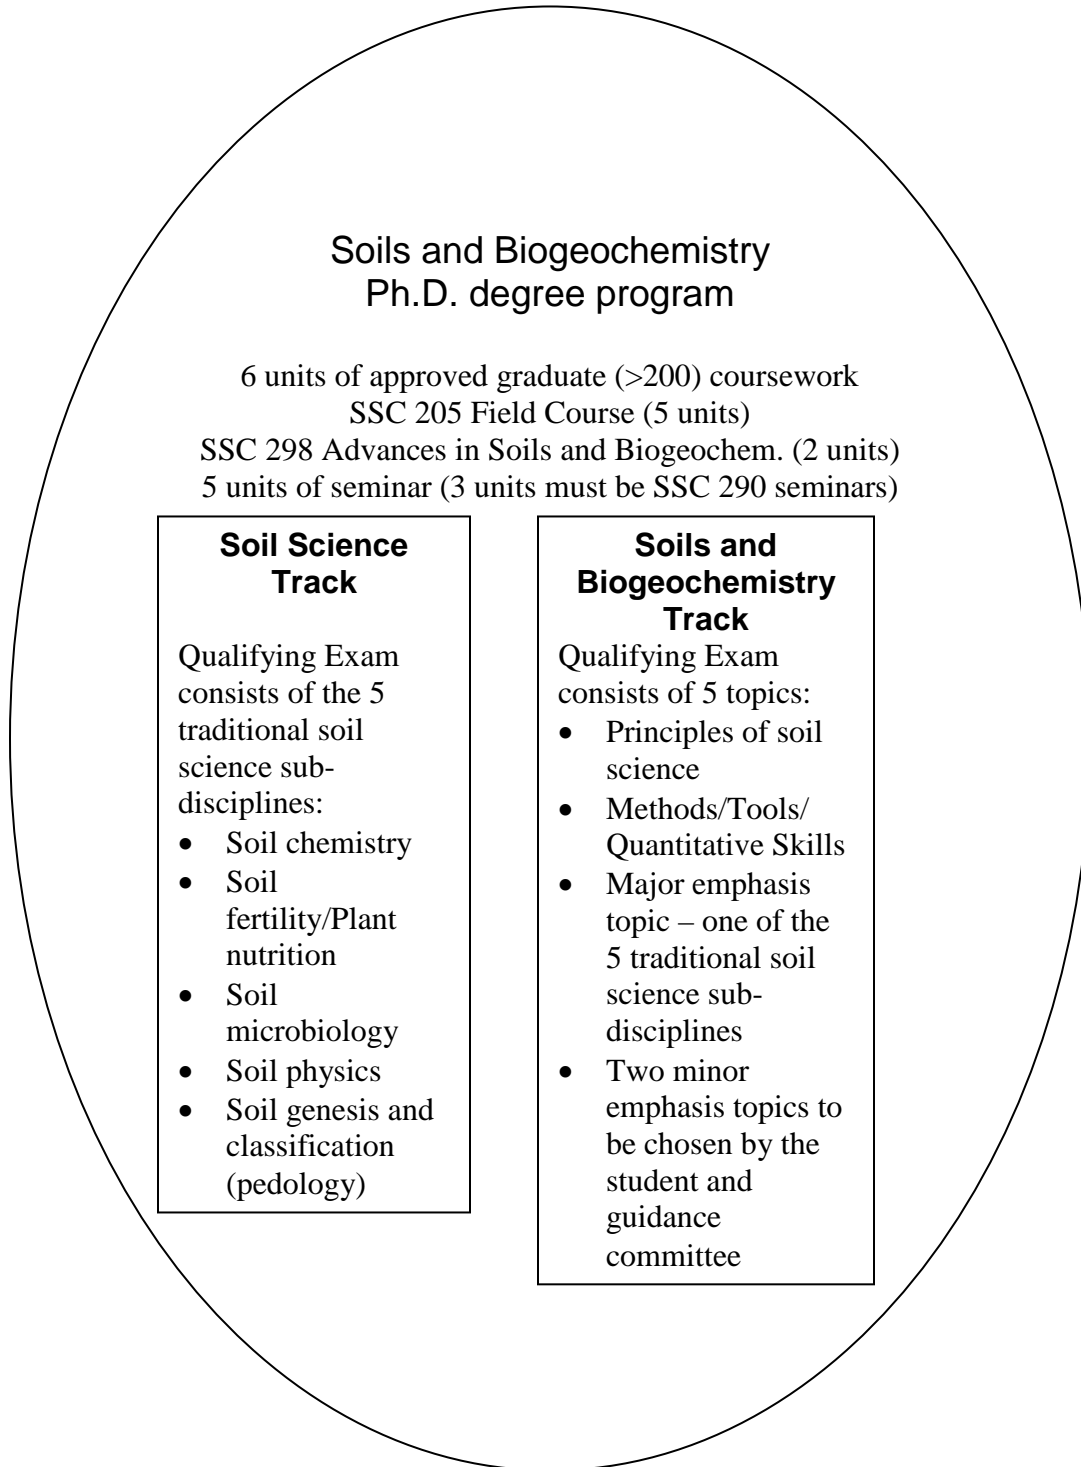 Soils and Biogeochemistry
Ph.D. degree program
6 units of approved graduate (>200) coursework
SSC 205 Field Course (5 units)
SSC 298 Advances in Soils and Biogeochem. (2 units)
5 units of seminar (3 units must be SSC 290 seminars)
Soil Science
Track
Qualifying Exam
consists of the 5
traditional soil
science sub-
disciplines:
• Soil chemistry
• Soil
fertility/Plant
nutrition
• Soil
microbiology
• Soil physics
• Soil genesis and
classification
(pedology)
Soils and
Biogeochemistry
Track
Qualifying Exam
consists of 5 topics:
• Principles of soil
science
• Methods/Tools/
Quantitative Skills
• Major emphasis
topic – one of the
5 traditional soil
science sub-
disciplines
• Two minor
emphasis topics to
be chosen by the
student and
guidance
committee